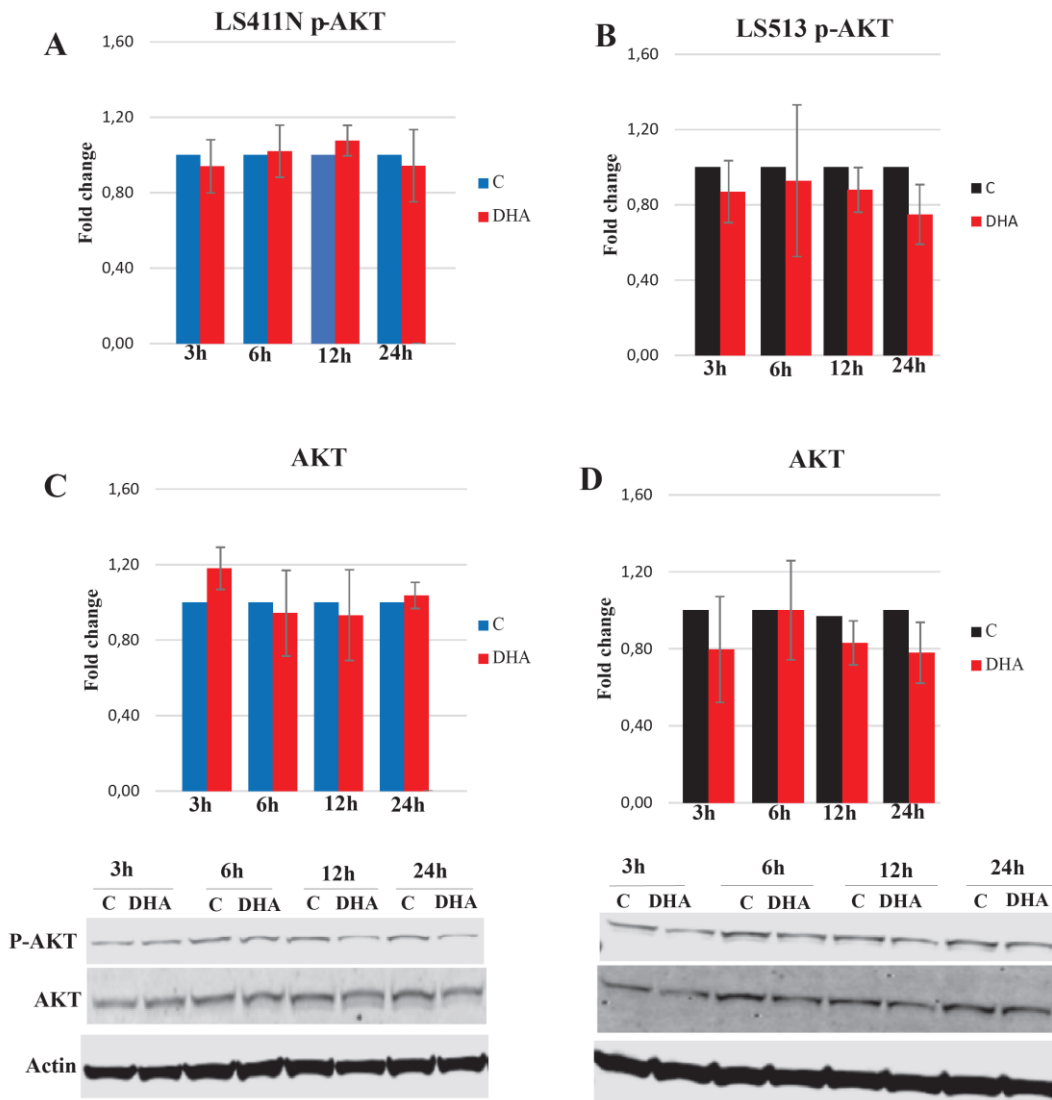 A
LS411N p-AKT
1,60
1,20
0,80
0,40
0,00
Fold change
3h
6h
12h
24h
C
DHA
B
LS513 p-AKT
1,60
1,20
0,80
0,40
0,00
Fold change
3h
6h
12h
24h
C
DHA
C
AKT
1,60
1,20
0,80
0,40
0,00
Fold change
3h
6h
12h
24h
C
DHA
D
AKT
1,60
1,20
0,80
0,40
0,00
Fold change
3h
6h
12h
24h
C
DHA
3h 6h 12h 24h
C DHA C DHA C DHA C DHA
P-AKT
AKT
Actin
3h 6h 12h 24h
C DHA C DHA C DHA C DHA